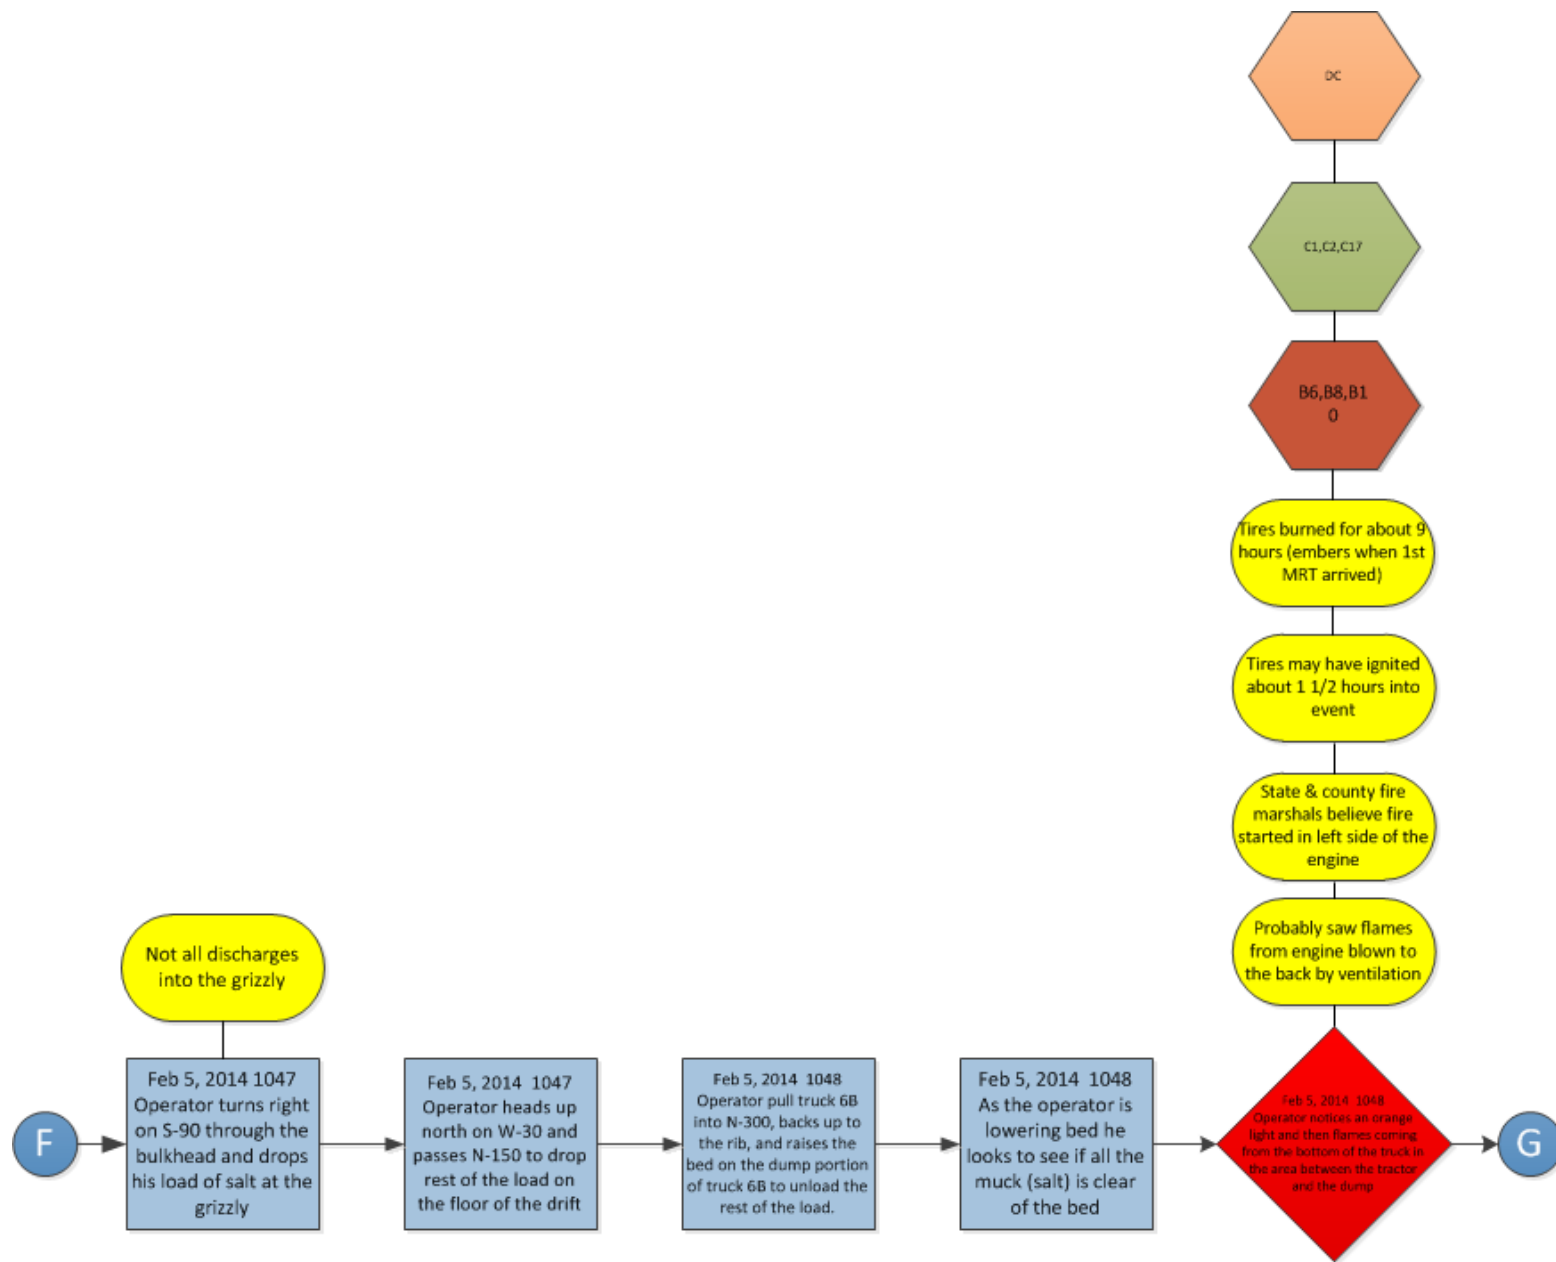 DC
C1,C2,C17
B6,B8,B1
0
Tires burned for about 9
hours (embers when 1st
MRT arrived)
Tires may have ignited
about 1 1/2 hours into
event
State & county fire
marshals believe fire
started in left side of the
engine
Probably saw flames
from engine blown to
the back by ventilation
Not all discharges
into the grizzly
F
Feb 5, 2014 1047
Operator turns right
on S-90 through the
bulkhead and drops
his load of salt at the
grizzly
Feb 5, 2014  1047
Operator heads up
north on W-30 and
passes N-150 to drop
rest of the load on
the floor of the drift
Feb 5, 2014  1048
Operator pull truck 6B
into N-300, backs up to
the rib, and raises the
bed on the dump portion
of truck 6B to unload the
rest of the load.
Feb 5, 2014  1048
As the operator is
lowering bed he
looks to see if all the
muck (salt) is clear
of the bed
Feb 5, 2014  1048
Operator notices an orange
light and then flames coming
from the bottom of the truck in
the area between the tractor
and the dump
G